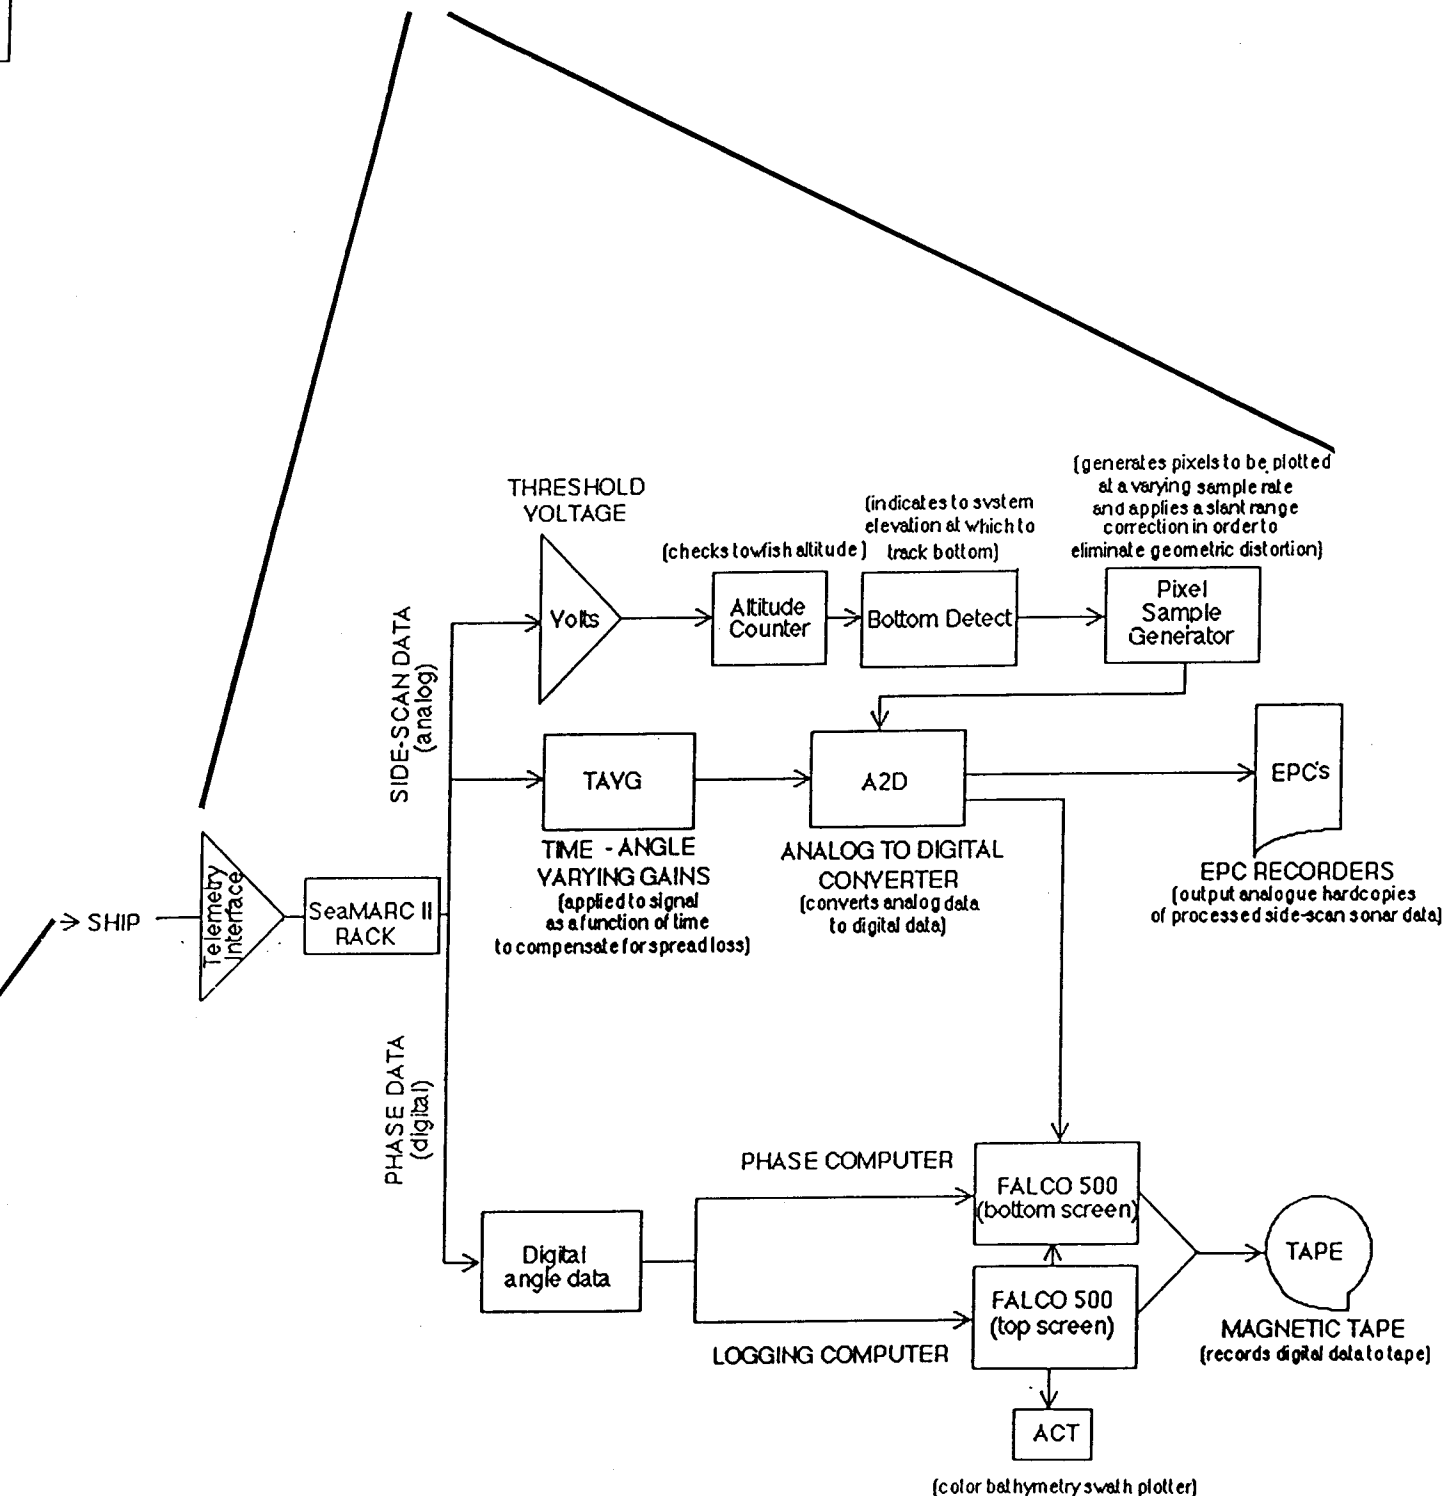 (generates pixels to be plotted
at a varying sample rate
and applies a slant range
correction in order to
eliminate geometric distortion)
THRESHOLD
VOLTAGE
(indicates to system
elevation at which to
track bottom)
(checks towfish altitude)
Volts
Altitude
Counter
Bottom Detect
Pixel
Sample
Generator
SIDE-SCAN DATA
(analog)
TAVG
A2D
EPC's
TIME - ANGLE
VARYING GAINS
(applied to signal
as a function of time
to compensate for spread loss)
ANALOG TO DIGITAL
CONVERTER
(converts analog data
to digital data)
EPC RECORDERS
(output analogue hardcopies
of processed side-scan sonar data)
SHIP
Telemetry
Interface
SeaMARC II
RACK
PHASE DATA
(digital)
PHASE COMPUTER
FALCO 500
(bottom screen)
Digital
angle data
TAPE
FALCO 500
(top screen)
LOGGING COMPUTER
MAGNETIC TAPE
(records digital data to tape)
ACT
(color bathymetry swath plotter)